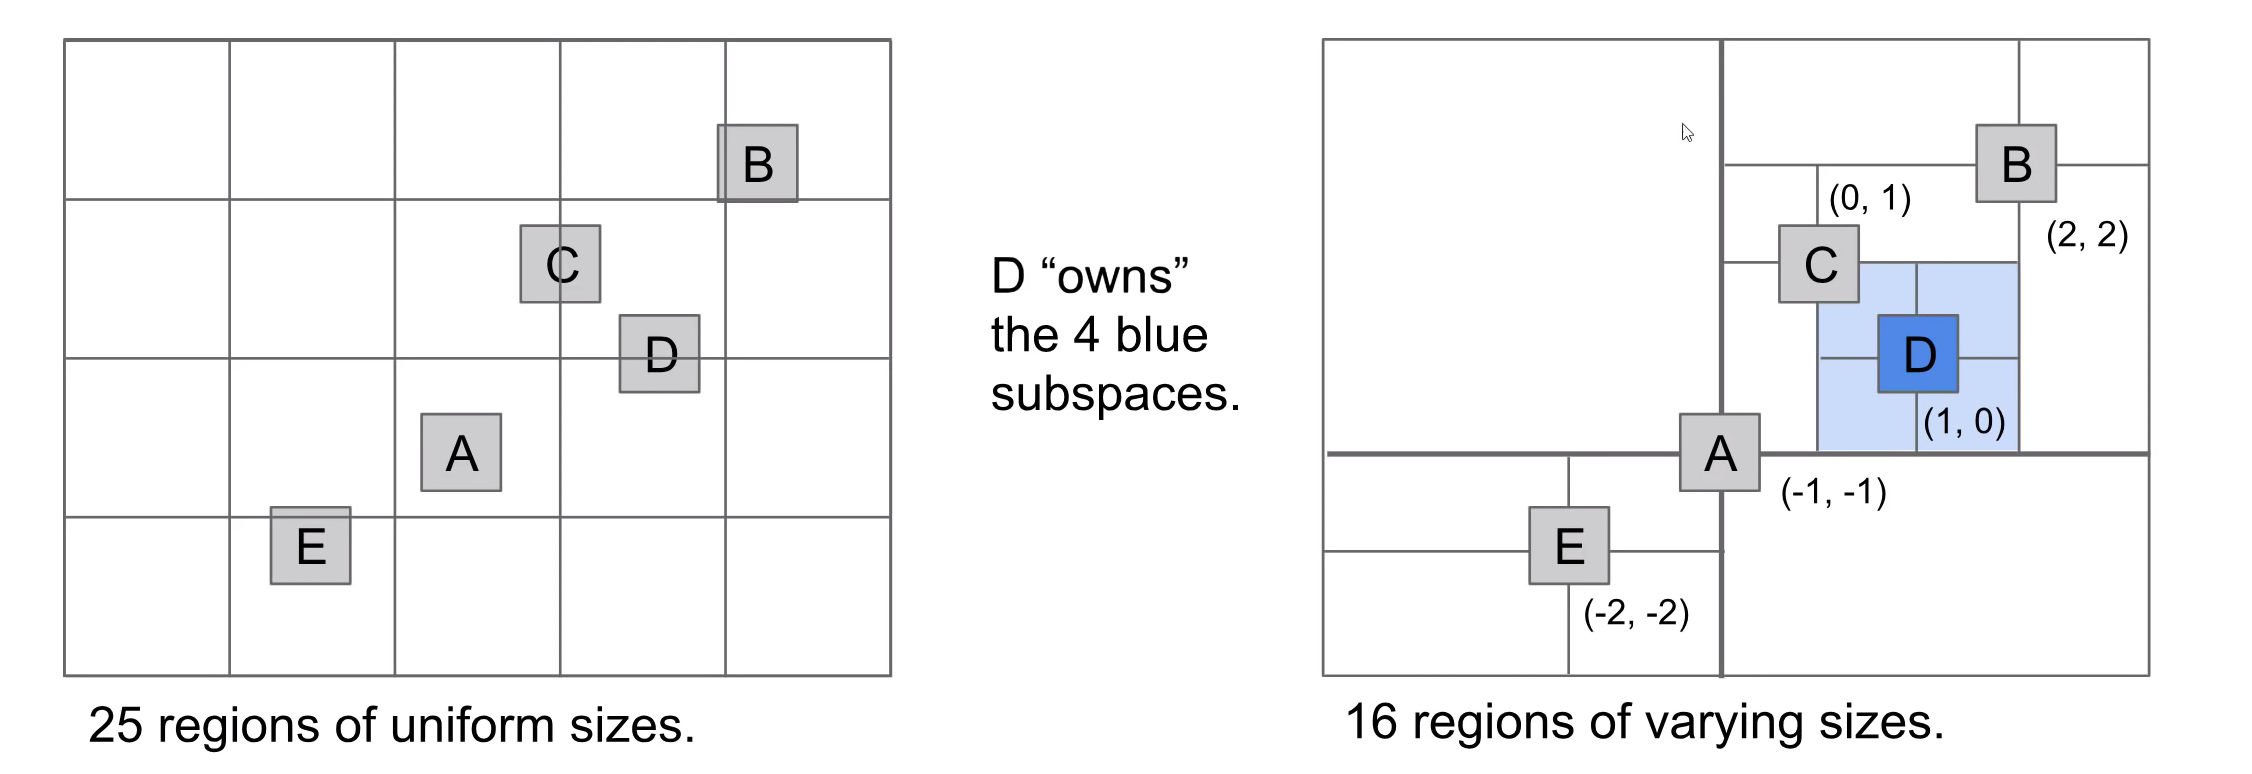 B
C
D
A
E
25 regions of uniform sizes.
D “owns”
the 4 blue
subspaces.
B
(0, 1)
(2, 2)
C
D
(1, 0)
A
(-1, -1)
E
(-2, -2)
16 regions of varying sizes.